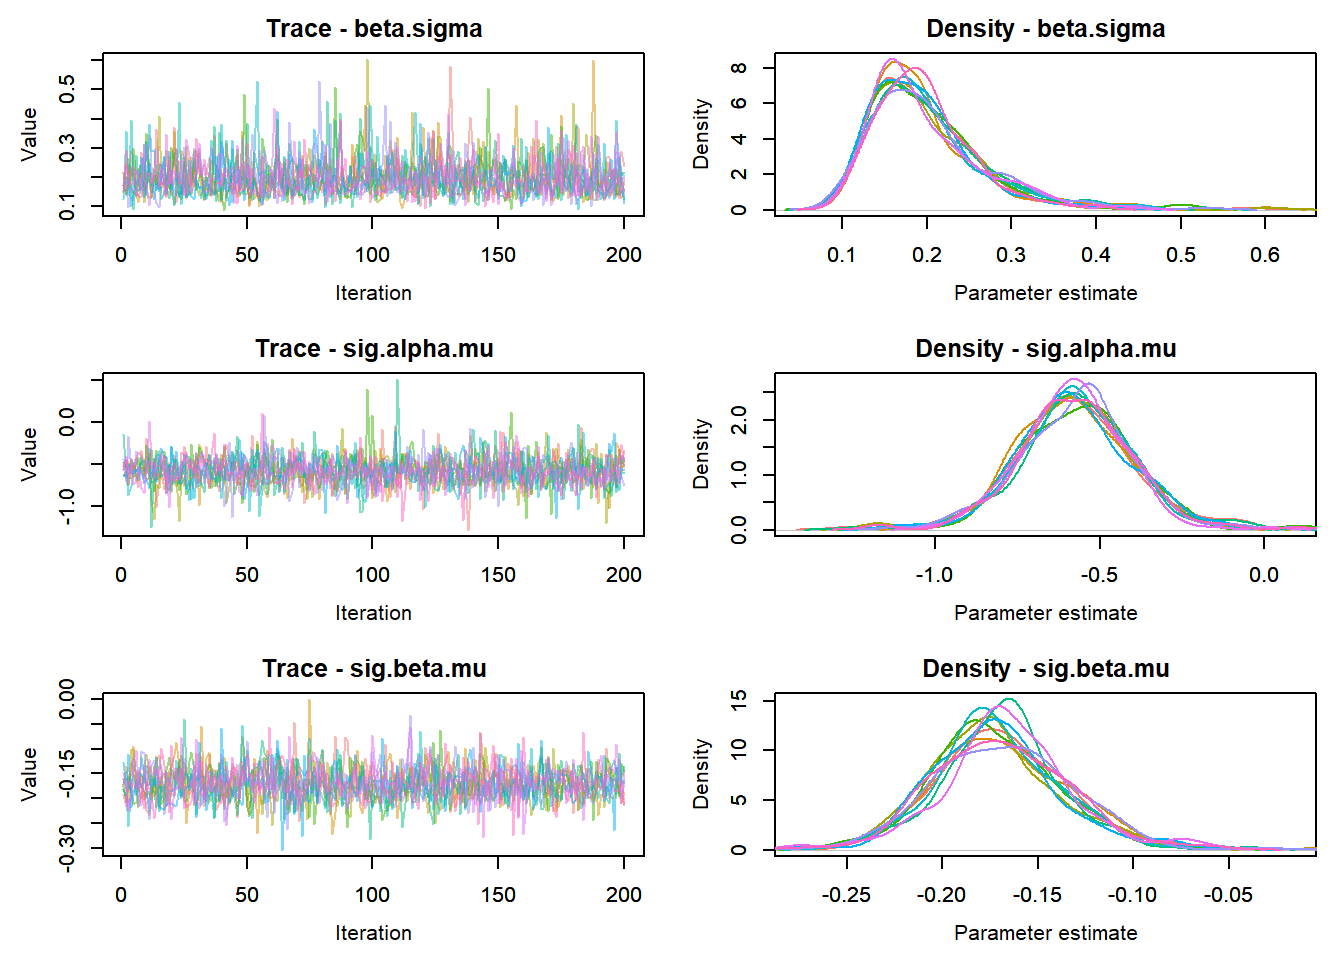 Trace - beta.sigma
Value
0.1 0.3 0.5
0 50 100 150 200
Iteration
Density - beta.sigma
Density
0 2 4 6 8
0.1 0.2 0.3 0.4 0.5 0.6
Parameter estimate
Trace - sig.alpha.mu
Value
-1.0 0.0
0 50 100 150 200
Iteration
Density - sig.alpha.mu
Density
0.0 1.0 2.0
-1.0 -0.5 0.0
Parameter estimate
Trace - sig.beta.mu
Value
-0.30 -0.15 0.00
0 50 100 150 200
Iteration
Density - sig.beta.mu
Density
0 5 10 15
-0.25 -0.20 -0.15 -0.10 -0.05
Parameter estimate